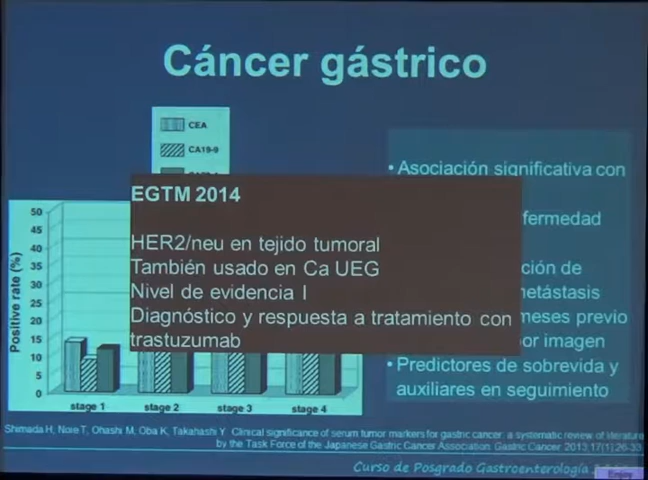 Cáncer gástrico
CEA
CA19-9
• Asociación significativa con
EGTM 2014
fermedad
HER2/neu en tejido tumoral
También usado en Ca UEG
ción de
Nivel de evidencia I
etástasis
Diagnóstico y respuesta a tratamiento con
meses previo
trastuzumab
or imagen
• Predictores de sobrevida y
auxiliares en seguimiento
Positive rate (%)
50
45
40
35
30
25
20
15
10
5
0
stage 1
stage 2
stage 3
stage 4
Shimada H, Noie T, Ohashi M, Oba K, Takahashi Y. Clinical significance of serum tumor markers for gastric cancer: a systematic review of literature
by the Task Force of the Japanese Gastric Cancer Association. Gastric Cancer 2013;17(1):26-33
Curso de Posgrado Gastroenterología
Enjoy